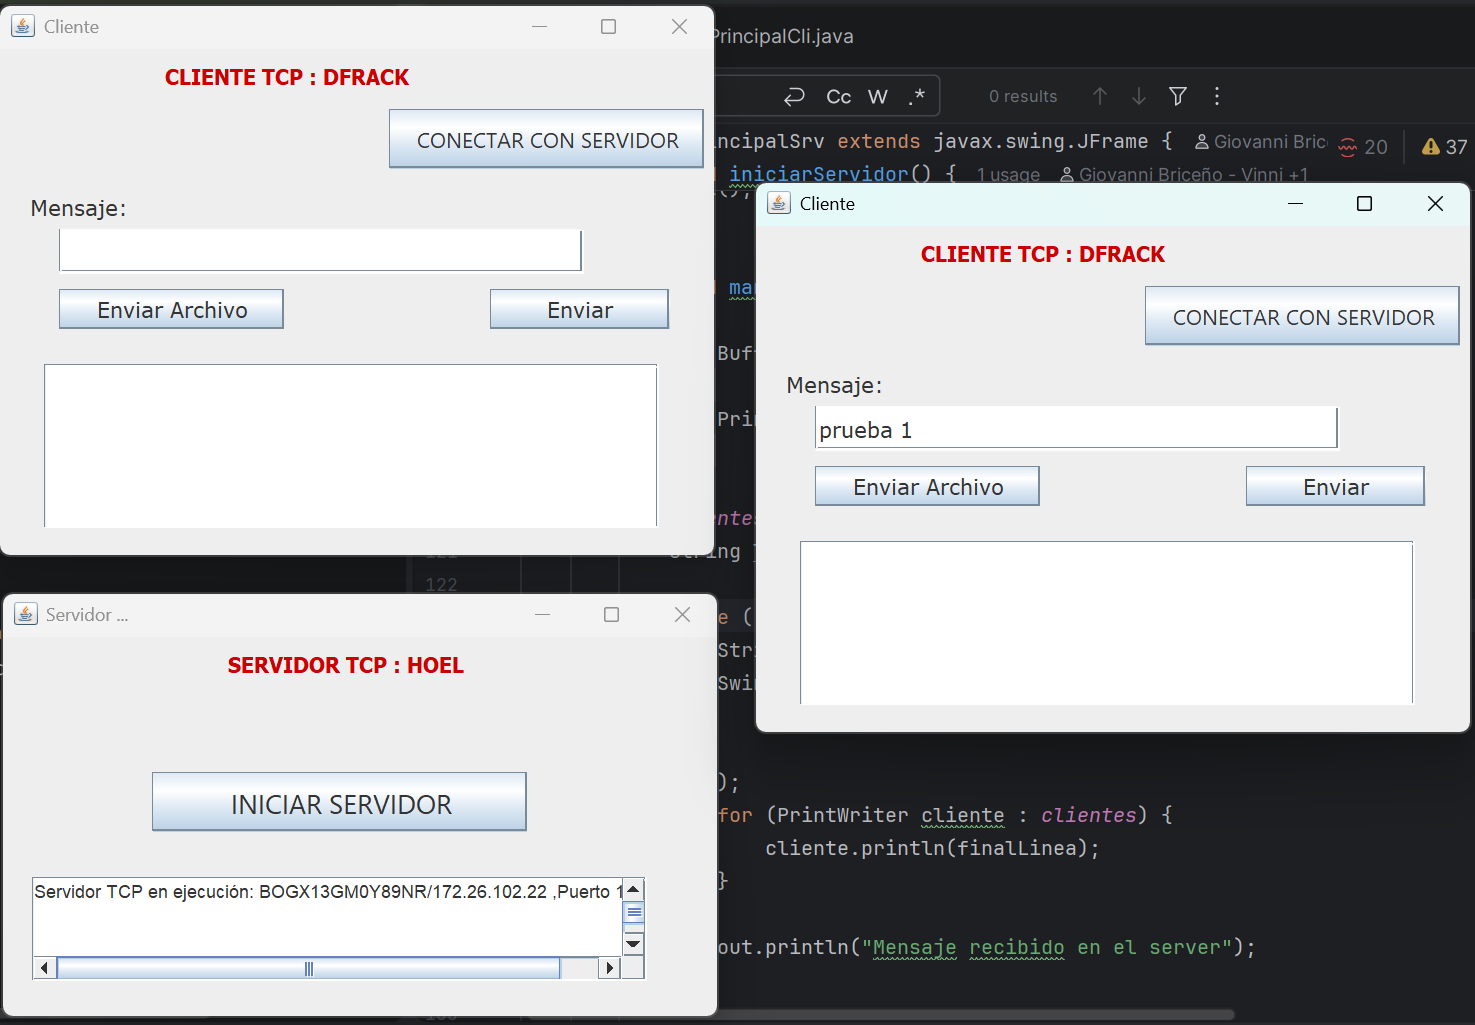 Cliente
CLIENTE TCP : DFRACK
CONECTAR CON SERVIDOR
Mensaje:
Enviar Archivo
Enviar
PrincipalCli.java
Cc W .*
0 results
extends javax.swing.JFrame {
20
37
iniciarServidor() { 1 usage Giovanni Briceño - Vinni +1
Cliente
CLIENTE TCP : DFRACK
CONECTAR CON SERVIDOR
Mensaje:
prueba 1
Enviar Archivo
Enviar
122
Servidor ...
SERVIDOR TCP : HOEL
INICIAR SERVIDOR
Servidor TCP en ejecución: BOGX13GM0Y89NR/172.26.102.22 ,Puerto 1
);
for (PrintWriter cliente : clientes) {
cliente.println(finalLinea);
}
out.println("Mensaje recibido en el server");